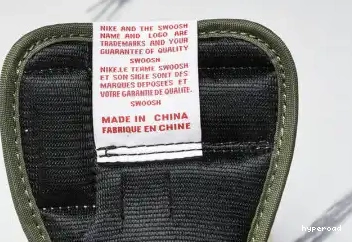 NIKE AND THE SWOOSH
NAME AND LOGO ARE
TRADEMARKS AND YOUR
GUARANTEE OF QUALITY
SWOOSH
NIKE.LE TERME SWOOSH
ET SON SIGLE SONT DES
MARQUES DEPOSEES ET
VOTRE GARANTIE DE QUALITE.
SWOOSH
MADE IN CHINA
FABRIQUE EN CHINE
hyperoad